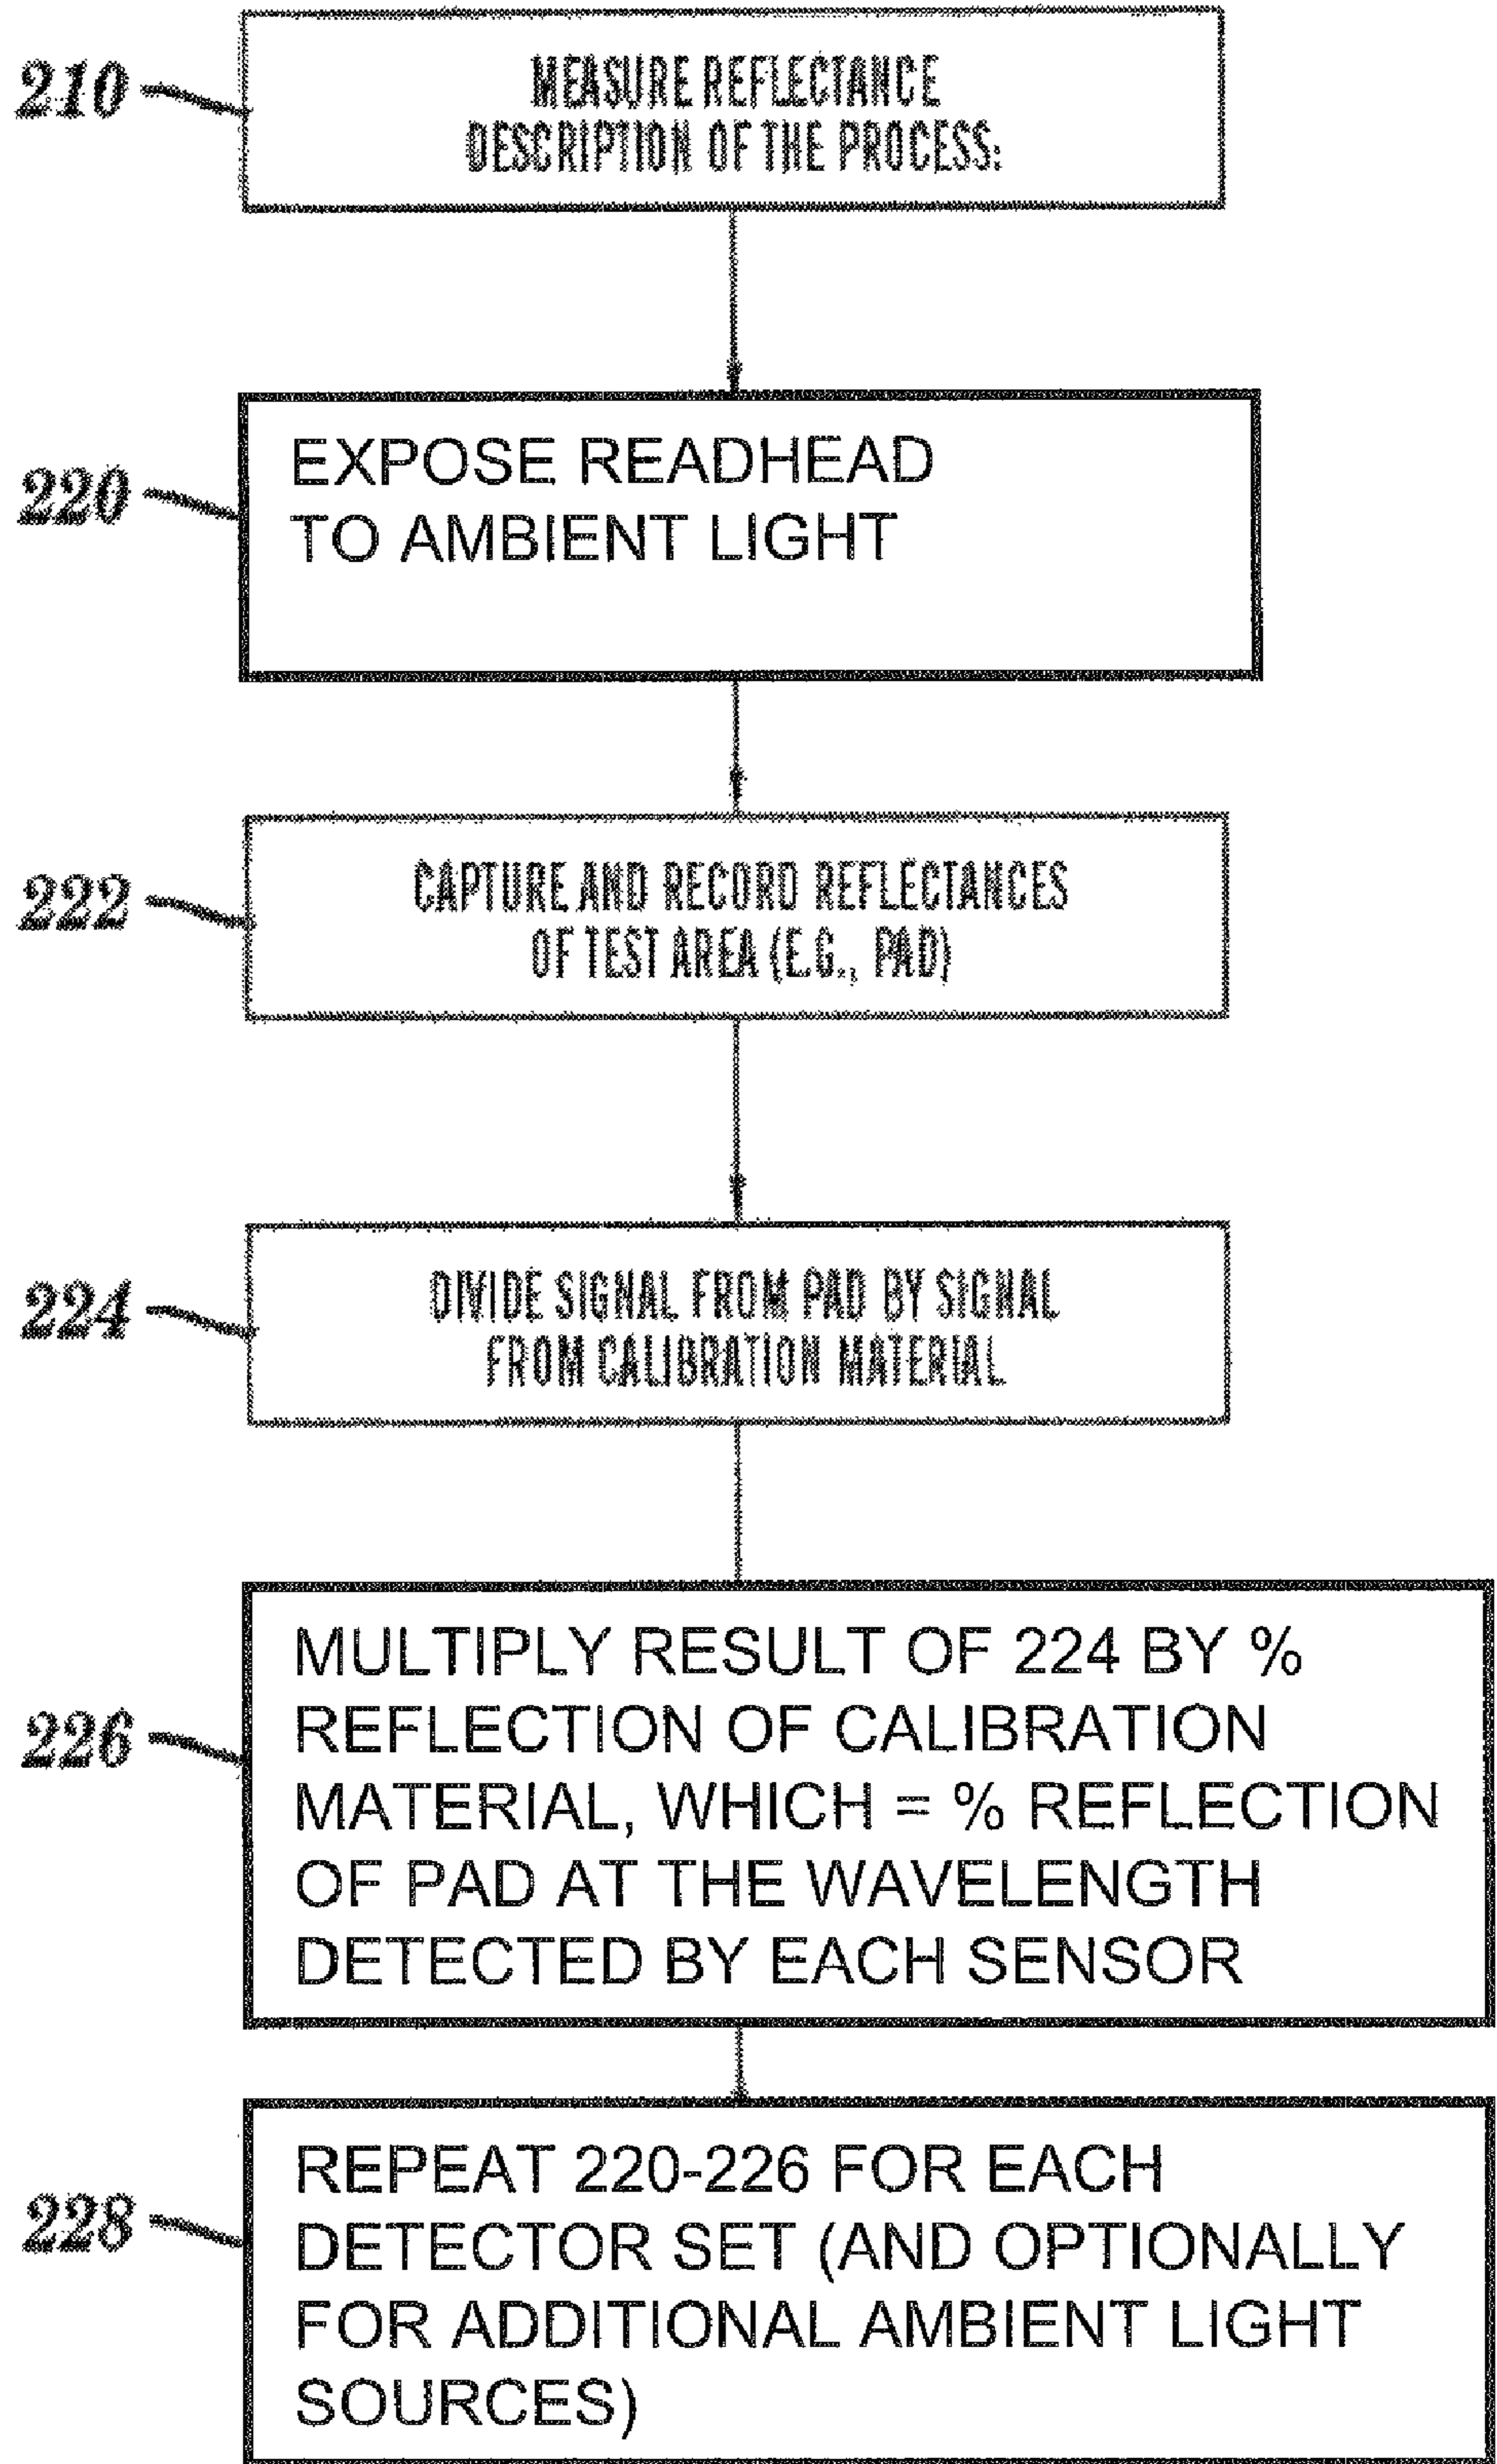 210
MEASURE REFLECTANCE
DESCRIPTION OF THE PROCESS:
220
EXPOSE READHEAD
TO AMBIENT LIGHT
222
CAPTURE AND RECORD REFLECTANCES
OF TEST AREA (E.G., PAD)
224
DIVIDE SIGNAL FROM PAD BY SIGNAL
FROM CALIBRATION MATERIAL
226
MULTIPLY RESULT OF 224 BY %
REFLECTION OF CALIBRATION
MATERIAL, WHICH = % REFLECTION
OF PAD AT THE WAVELENGTH
DETECTED BY EACH SENSOR
228
REPEAT 220-226 FOR EACH
DETECTOR SET (AND OPTIONALLY
FOR ADDITIONAL AMBIENT LIGHT
SOURCES)